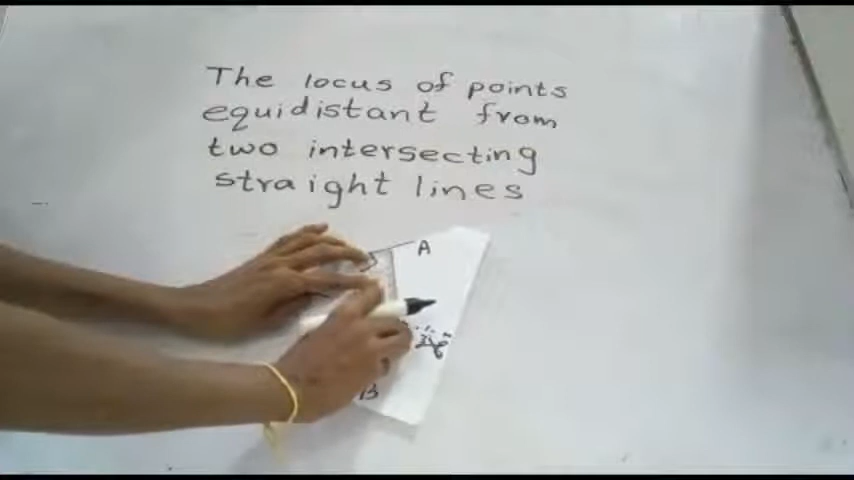 The locus of points
equidistant from
two intersecting
straight lines
A